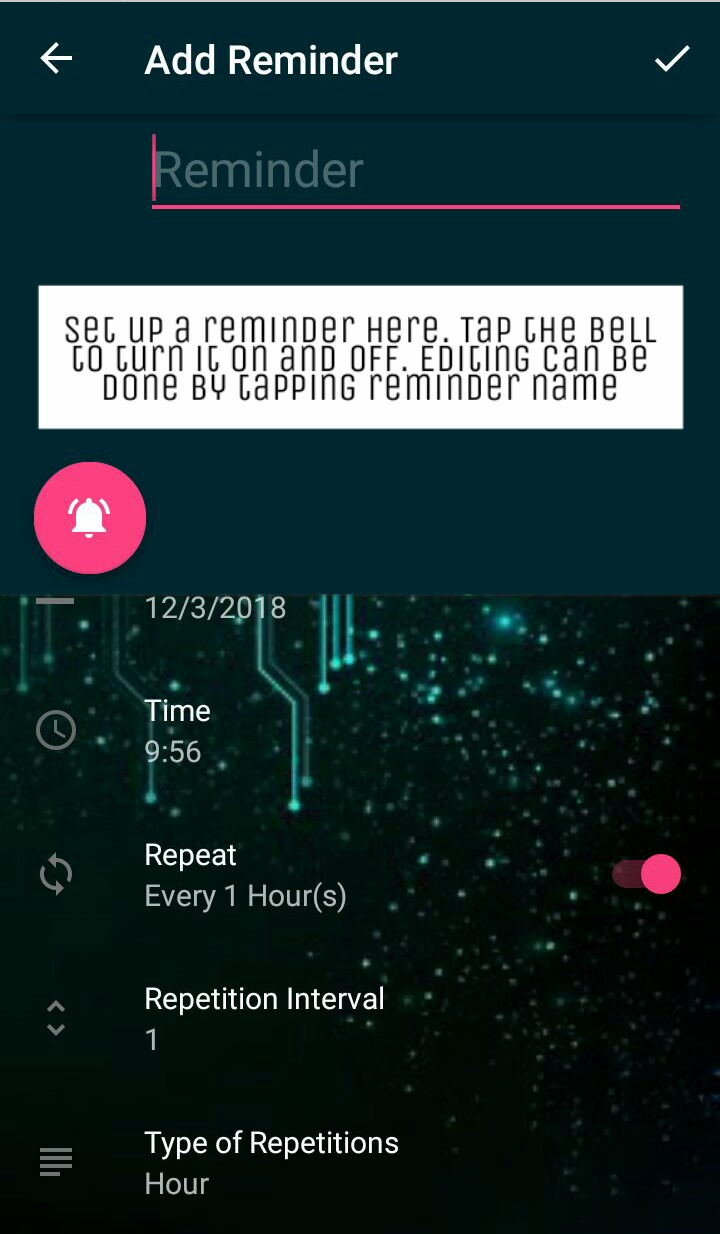 Add Reminder
Reminder
Set up a reminder here. Tap the bell
to turn it on and off. Editing can be
done by tapping reminder name
12/3/2018
Time
9:56
Repeat
Every 1 Hour(s)
Repetition Interval
1
Type of Repetitions
Hour